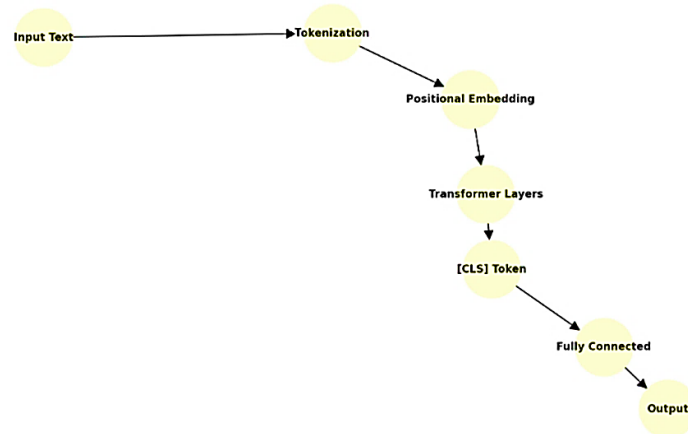 Input Text
Tokenization
Positional Embedding
Transformer Layers
[CLS] Token
Fully Connected
Output